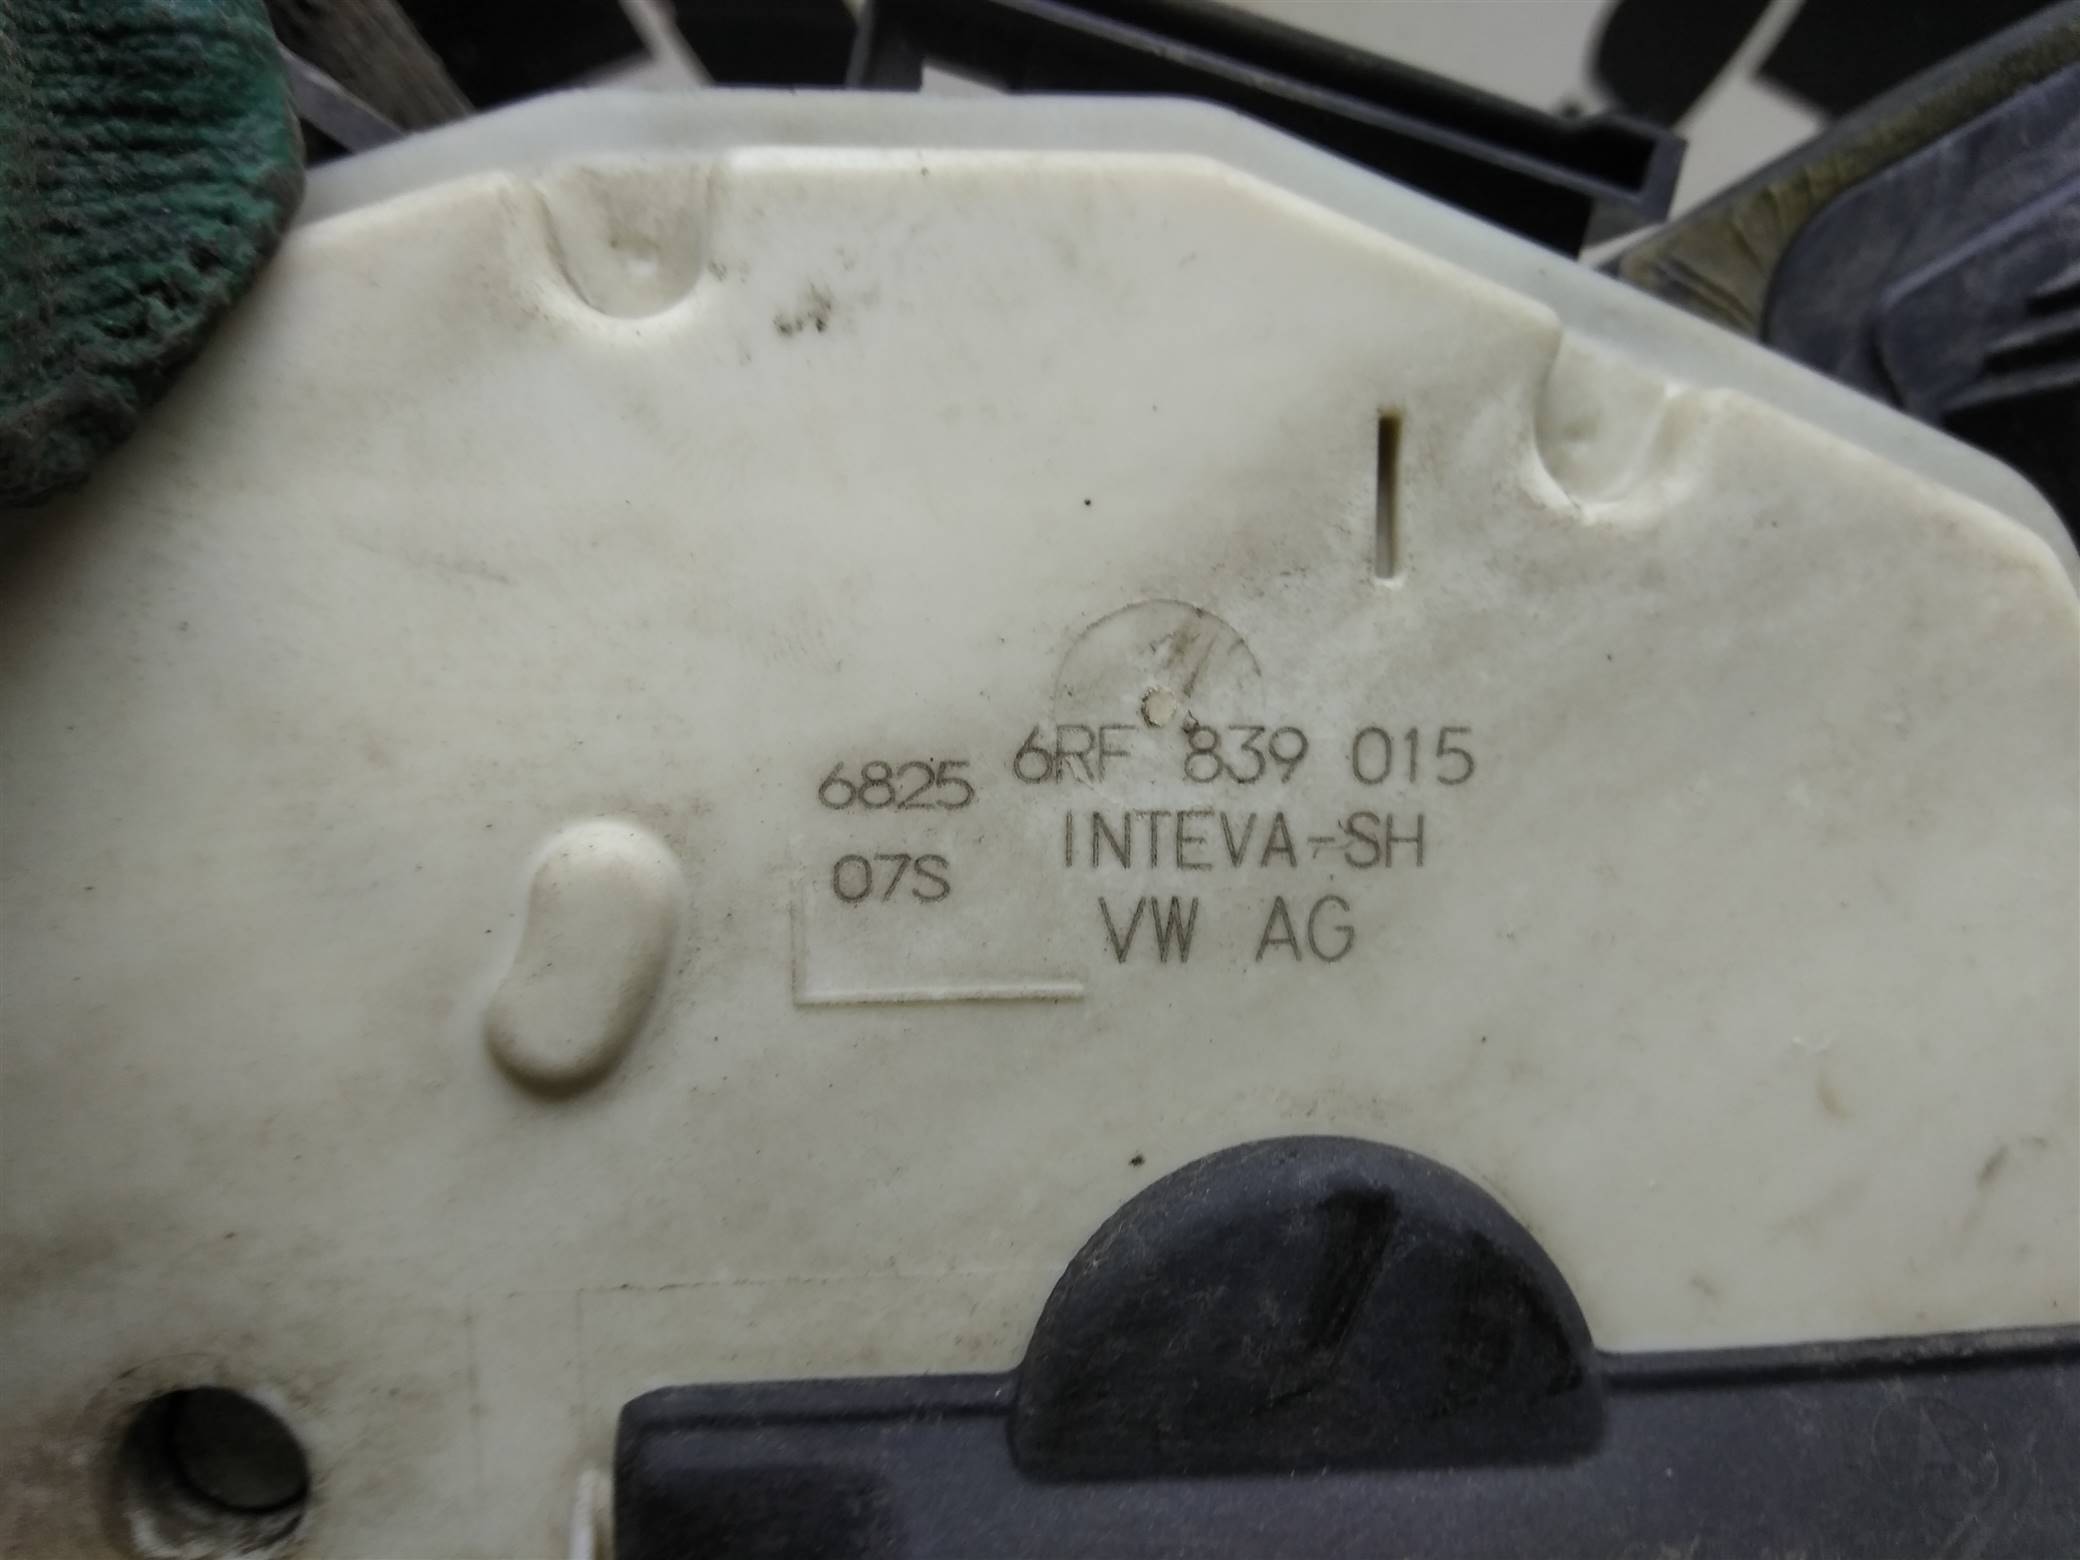 6825
07S
6RF 839 015
INTEVA-SH
VW AG